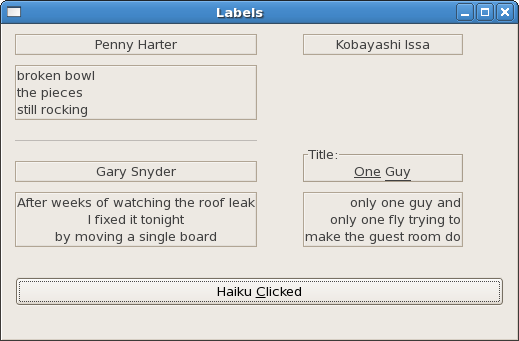 Labels
Penny Harter
Kobayashi Issa
broken bowl
the pieces
still rocking
Title:
Gary Snyder
One Guy
After weeks of watching the roof leak
I fixed it tonight
by moving a single board
only one guy and
only one fly trying to
make the guest room do
Haiku Clicked